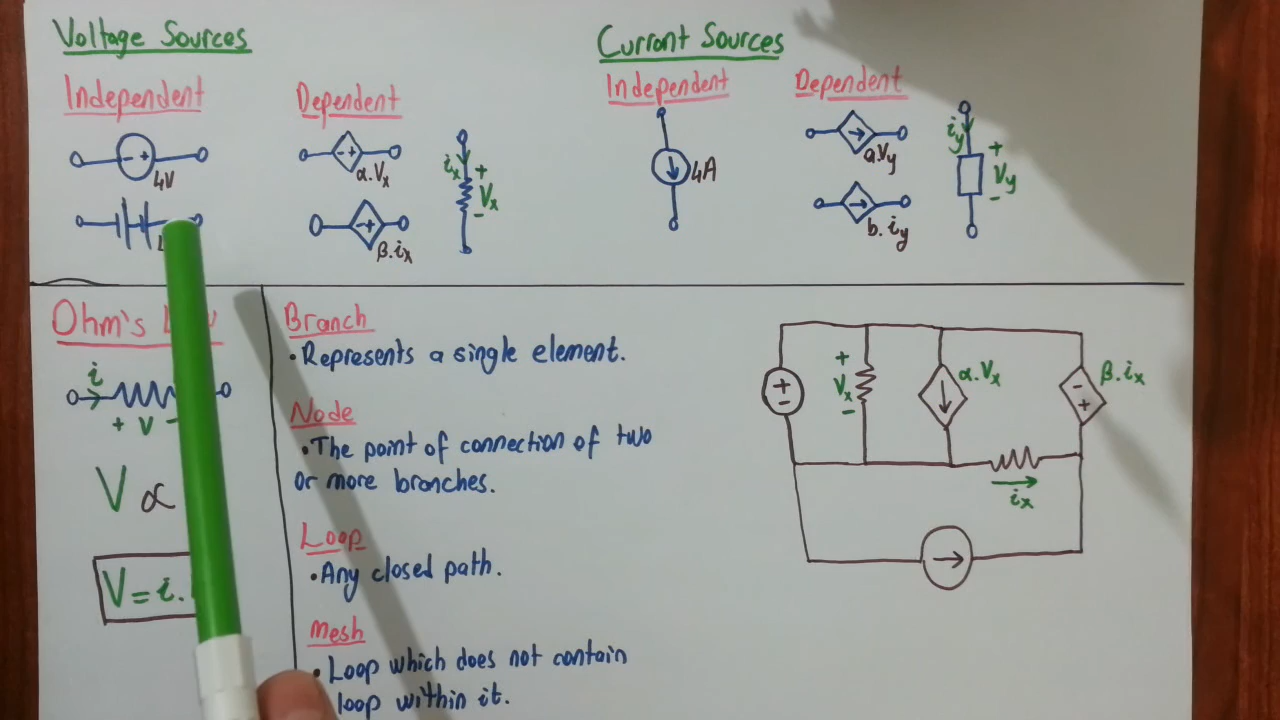 Voltage Sources
Independent
- +
4V
Dependent
- +
α.Vx
- +
β.ix
ix
+
Vx
-
Currant Sources
Independent
4A
Dependent
a.Vy
b.iy
iy
+
Vy
-
Ohm's
i
+ V -
V ∝
V = i.
Branch
• Represents a single element.
Node
• The point of connection of two
or more branches.
Loop
• Any closed path.
Mesh
• Loop which does not contain
loop within it.
+
-
+
Vx
-
α.Vx
-
+
β.ix
ix